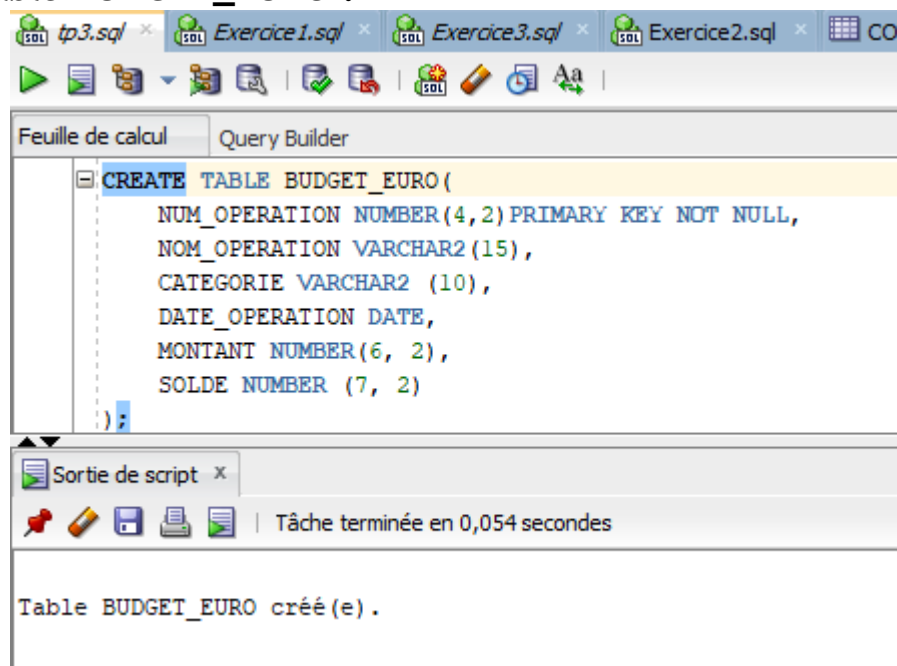 tp3.sql Exercice1.sql Exercice3.sql Exercice2.sql CO
Feuille de calcul Query Builder
CREATE TABLE BUDGET_EURO(
NUM_OPERATION NUMBER(4,2)PRIMARY KEY NOT NULL,
NOM_OPERATION VARCHAR2(15),
CATEGORIE VARCHAR2 (10),
DATE_OPERATION DATE,
MONTANT NUMBER(6, 2),
SOLDE NUMBER (7, 2)
);
Sortie de script
Tâche terminée en 0,054 secondes
Table BUDGET_EURO créé(e).